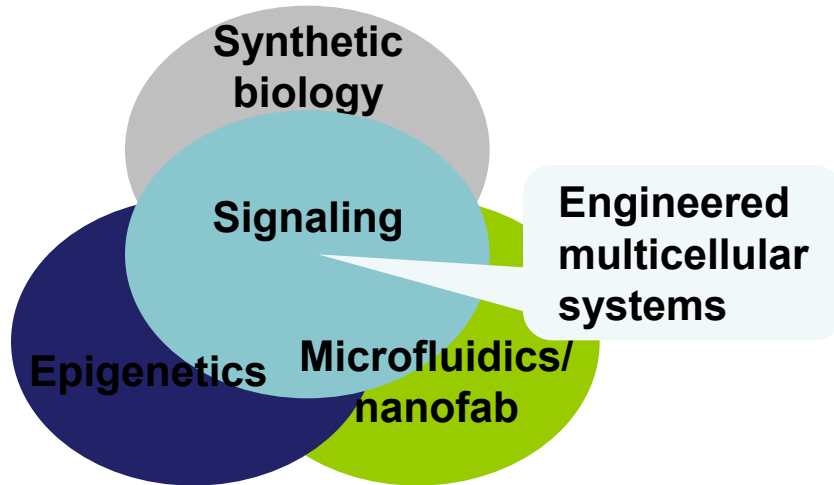 Synthetic
biology
Signaling
Engineered
multicellular
systems
Epigenetics
Microfluidics/
nanofab